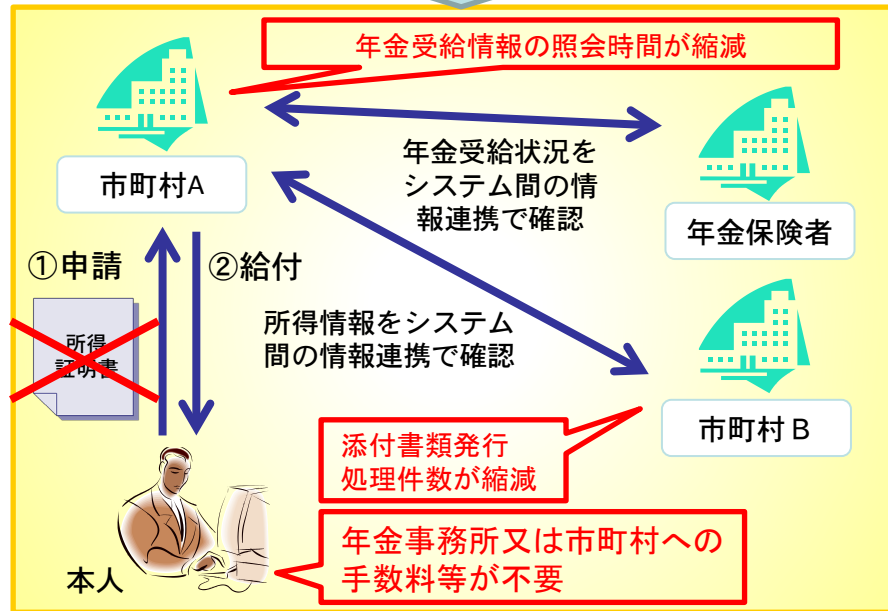 年金受給情報の照会時間が縮減
市町村A
年金受給状況を
システム間の情
報連携で確認
年金保険者
①申請
②給付
所得
証明書
所得情報をシステム
間の情報連携で確認
市町村Ｂ
添付書類発行
処理件数が縮減
年金事務所又は市町村への
手数料等が不要
本人